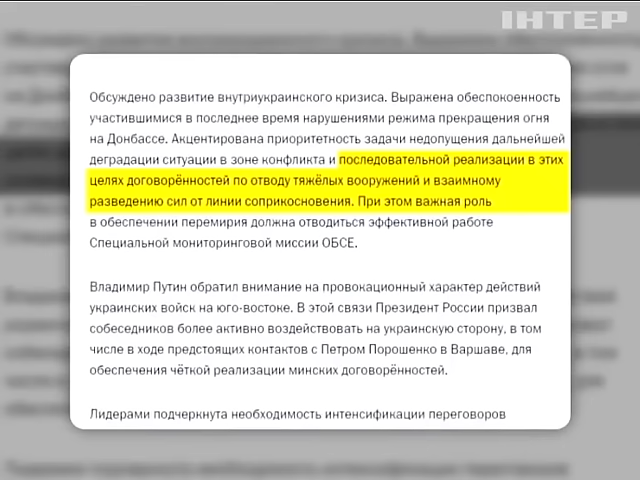 ІНТЕР
Обсуждено развитие внутриукраинского кризиса. Выражена обеспокоенность
участившимися в последнее время нарушениями режима прекращения огня
на Донбассе. Акцентирована приоритетность задачи недопущения дальнейшей
деградации ситуации в зоне конфликта и последовательной реализации в этих
целях договорённостей по отводу тяжёлых вооружений и взаимному
разведению сил от линии соприкосновения. При этом важная роль
в обеспечении перемирия должна отводиться эффективной работе
Специальной мониторинговой миссии ОБСЕ.
Владимир Путин обратил внимание на провокационный характер действий
украинских войск на юго-востоке. В этой связи Президент России призвал
собеседников более активно воздействовать на украинскую сторону, в том
числе в ходе предстоящих контактов с Петром Порошенко в Варшаве, для
обеспечения чёткой реализации минских договорённостей.
Лидерами подчеркнута необходимость интенсификации переговоров